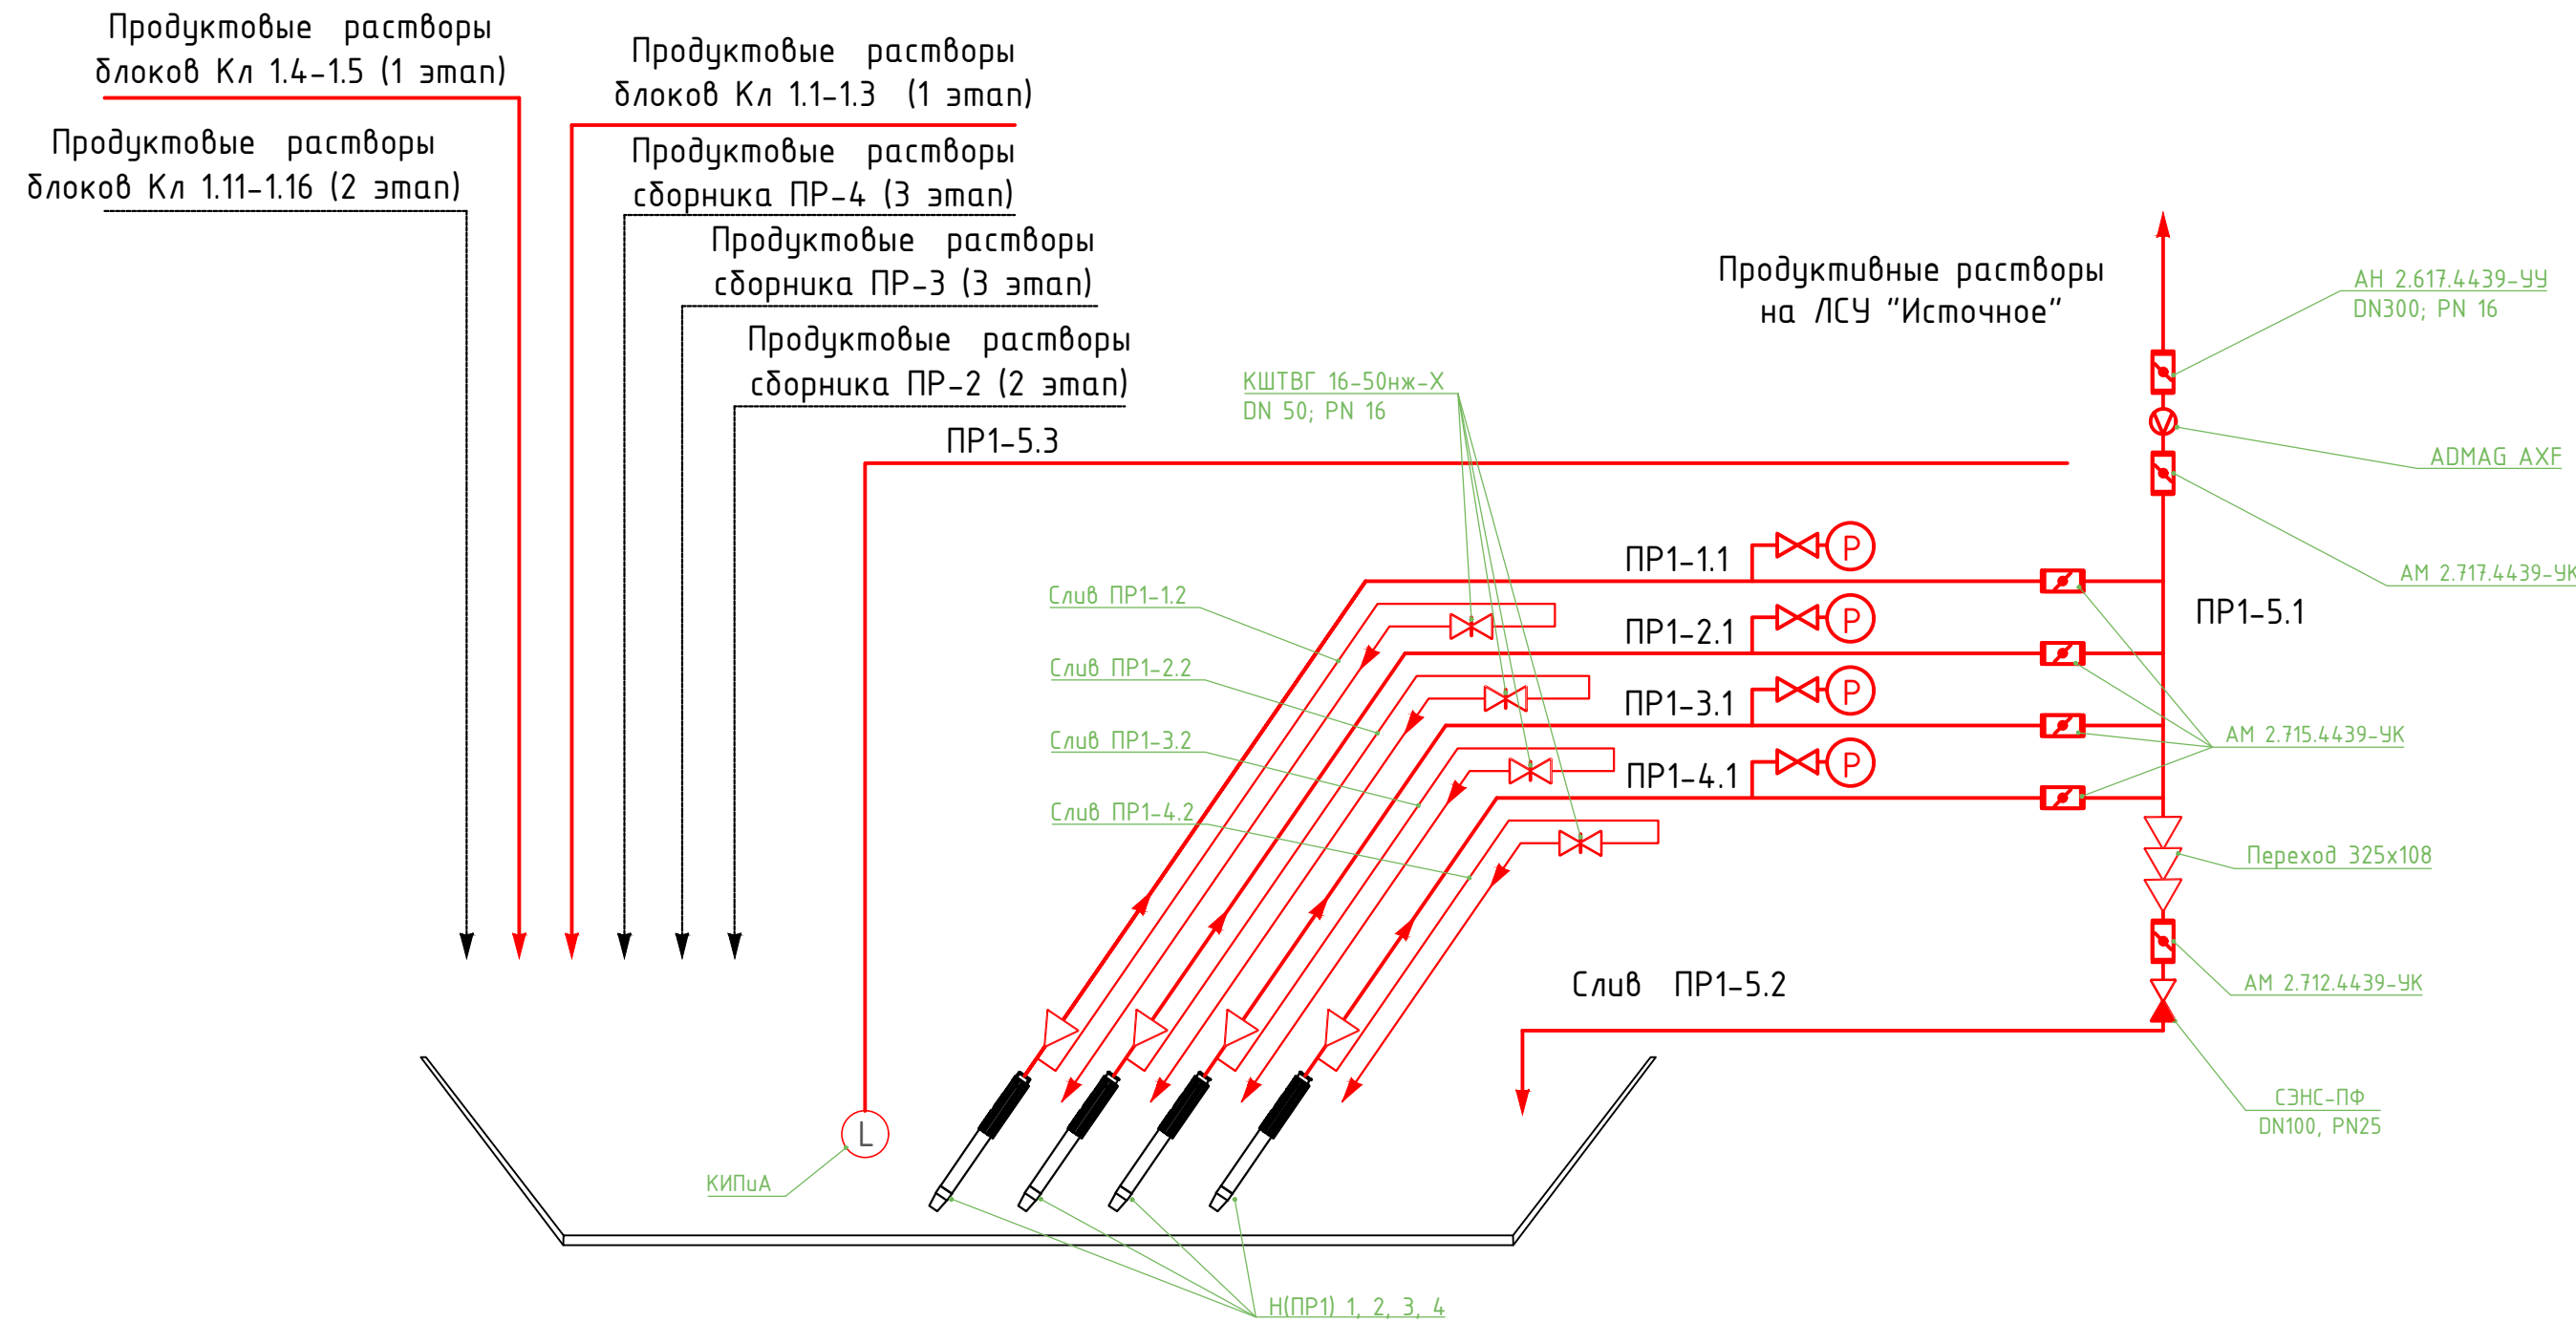 Продуктовые растворы
блоков Кл 1.4-1.5 (1 этап)
Продуктовые растворы
блоков Кл 1.1-1.3 (1 этап)
Продуктовые растворы
блоков Кл 1.11-1.16 (2 этап)
Продуктовые растворы
сборника ПР-4 (3 этап)
Продуктовые растворы
сборника ПР-3 (3 этап)
Продуктовые растворы
сборника ПР-2 (2 этап)
Продуктивные растворы
на ЛСУ "Источное"
АН 2.617.4439-УУ
DN300; PN 16
КШТВГ 16-50нж-Х
DN 50; PN 16
ПР1-5.3
ADMAG AXF
АМ 2.717.4439-УК
ПР1-1.1
P
Слив ПР1-1.2
ПР1-5.1
ПР1-2.1
P
Слив ПР1-2.2
ПР1-3.1
P
Слив ПР1-3.2
АМ 2.715.4439-УК
ПР1-4.1
P
Слив ПР1-4.2
Переход 325х108
Слив ПР1-5.2
АМ 2.712.4439-УК
СЭНС-ПФ
DN100, PN25
L
КИПиА
Н(ПР1) 1, 2, 3, 4